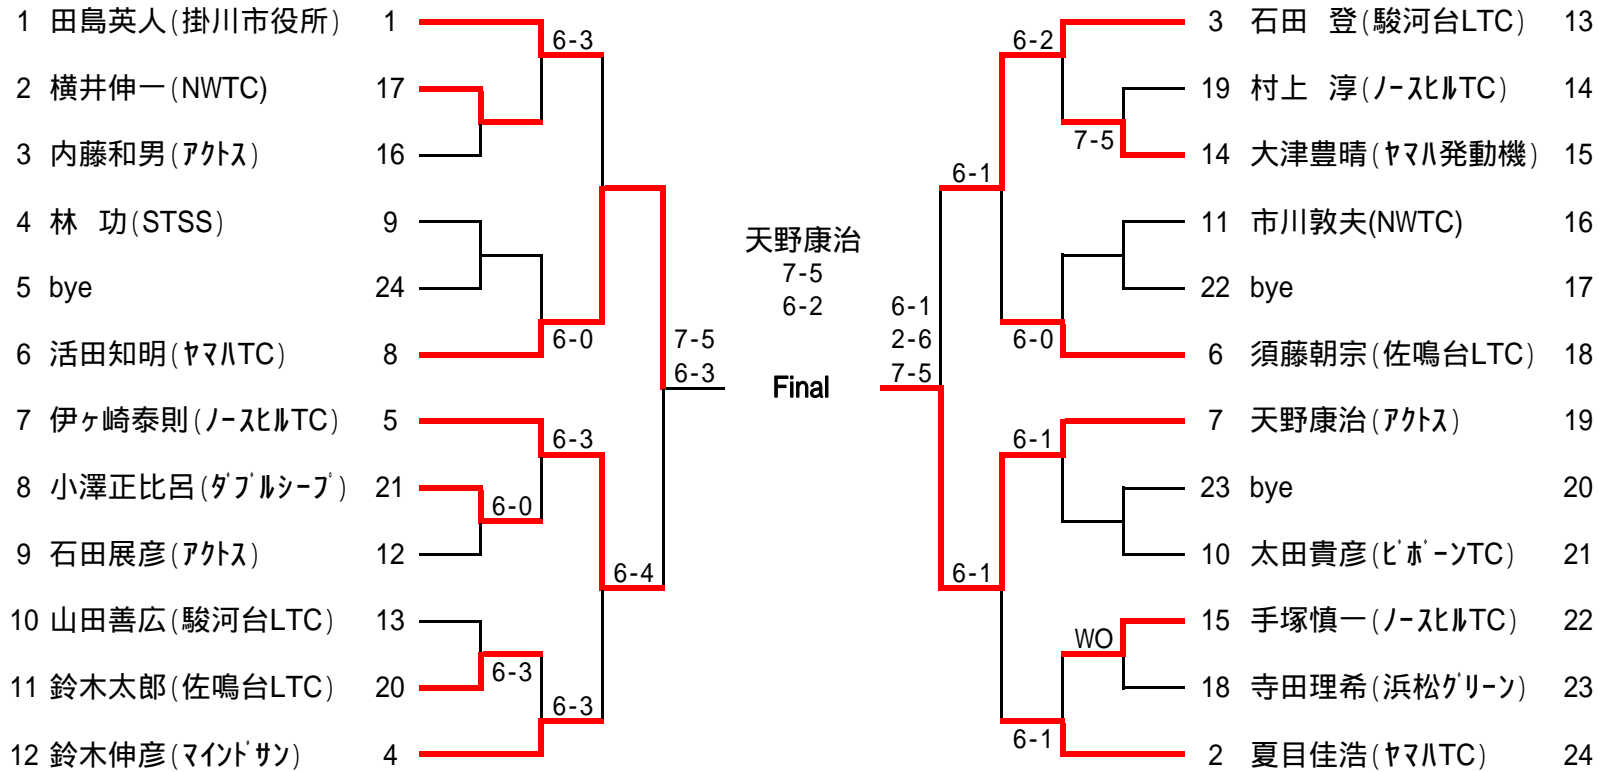 1 田島英人(掛川市役所) 1
6-3
2 横井伸一(NWTC) 17
3 内藤和男(アクトス) 16
4 林 功(STSS) 9
5 bye 24
6-0
6 活田知明(ヤマハTC) 8
7-5
6-3
7 伊ヶ崎泰則(ノースヒルTC) 5
6-3
8 小澤正比呂(ダブルシープ) 21
6-0
9 石田展彦(アクトス) 12
6-4
10 山田善広(駿河台LTC) 13
6-3
11 鈴木太郎(佐鳴台LTC) 20
6-3
12 鈴木伸彦(マインドサン) 4
天野康治
7-5
6-2
Final
6-1
2-6
7-5
3 石田 登(駿河台LTC) 13
6-2
19 村上 淳(ノースヒルTC) 14
7-5
14 大津豊晴(ヤマハ発動機) 15
6-1
11 市川敦夫(NWTC) 16
22 bye 17
6-0
6 須藤朝宗(佐鳴台LTC) 18
7 天野康治(アクトス) 19
6-1
23 bye 20
10 太田貴彦(ピボーンTC) 21
6-1
15 手塚慎一(ノースヒルTC) 22
WO
18 寺田理希(浜松グリーン) 23
6-1
2 夏目佳浩(ヤマハTC) 24